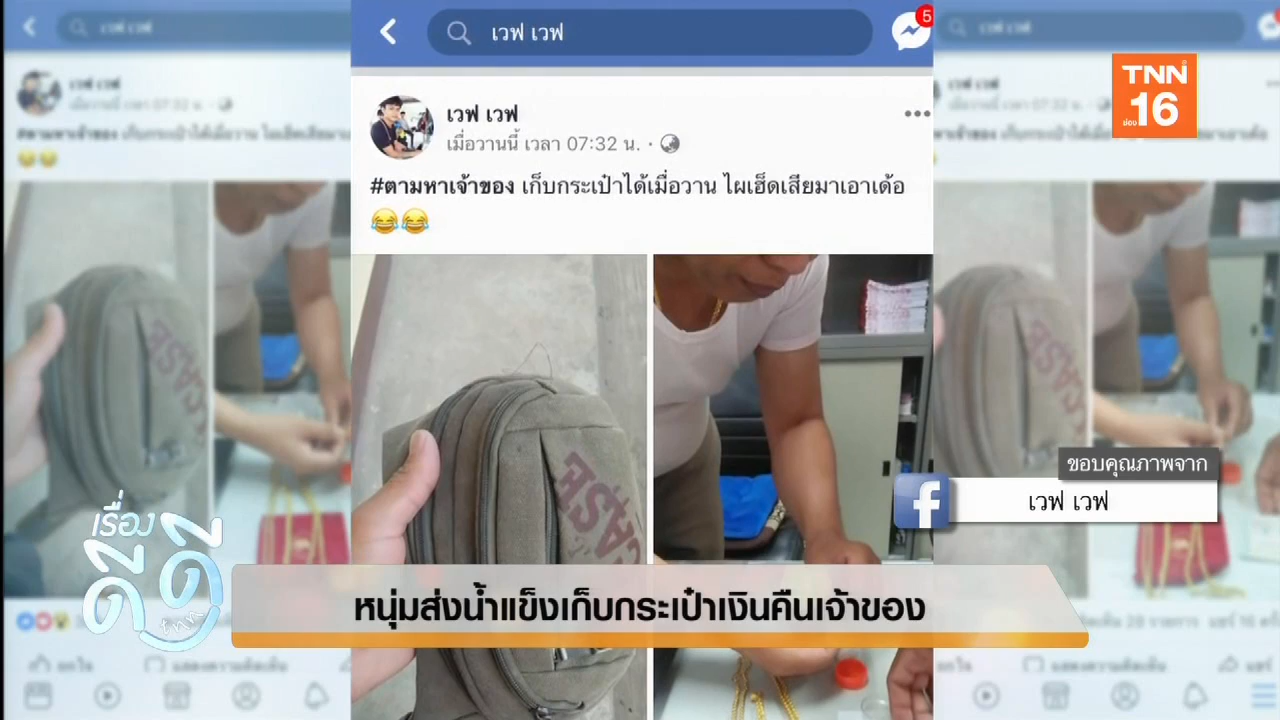 เวฟ เวฟ
5
TNN
ช่อง 16
เวฟ เวฟ
เมื่อวานนี้ เวลา 07:32 น.
#ตามหาเจ้าของ เก็บกระเป๋าได้เมื่อวาน ไผเฮ็ดเสียมาเอาเด้อ
😂😂
ขอบคุณภาพจาก
f เวฟ เวฟ
เรื่อง
ดีดี
tnn
หนุ่มส่งน้ำแข็งเก็บกระเป๋าเงินคืนเจ้าของ